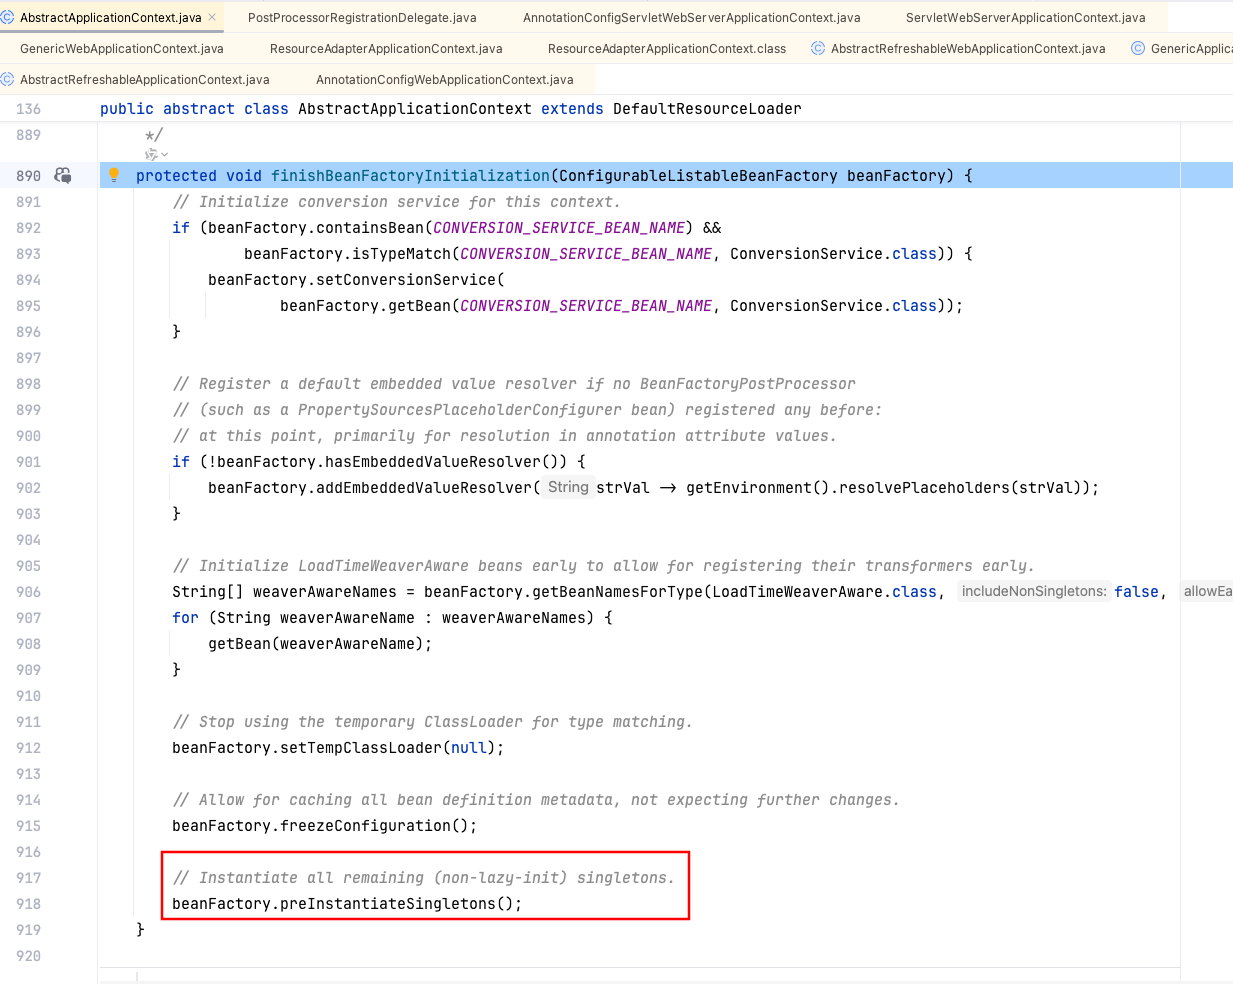 AbstractApplicationContext.java × PostProcessorRegistrationDelegate.java AnnotationConfigServletWebServerApplicationContext.java ServletWebServerApplicationContext.java
GenericWebApplicationContext.java ResourceAdapterApplicationContext.java ResourceAdapterApplicationContext.class AbstractRefreshableWebApplicationContext.java GenericApplica
AbstractRefreshableApplicationContext.java AnnotationConfigWebApplicationContext.java
136 public abstract class AbstractApplicationContext extends DefaultResourceLoader
889 */
890 protected void finishBeanFactoryInitialization(ConfigurableListableBeanFactory beanFactory) {
891 // Initialize conversion service for this context.
892 if (beanFactory.containsBean(CONVERSION_SERVICE_BEAN_NAME) &&
893 beanFactory.isTypeMatch(CONVERSION_SERVICE_BEAN_NAME, ConversionService.class)) {
894 beanFactory.setConversionService(
895 beanFactory.getBean(CONVERSION_SERVICE_BEAN_NAME, ConversionService.class));
896 }
897
898 // Register a default embedded value resolver if no BeanFactoryPostProcessor
899 // (such as a PropertySourcesPlaceholderConfigurer bean) registered any before:
900 // at this point, primarily for resolution in annotation attribute values.
901 if (!beanFactory.hasEmbeddedValueResolver()) {
902 beanFactory.addEmbeddedValueResolver( String strVal -> getEnvironment().resolvePlaceholders(strVal));
903 }
904
905 // Initialize LoadTimeWeaverAware beans early to allow for registering their transformers early.
906 String[] weaverAwareNames = beanFactory.getBeanNamesForType(LoadTimeWeaverAware.class, includeNonSingletons: false, allowEa
907 for (String weaverAwareName : weaverAwareNames) {
908 getBean(weaverAwareName);
909 }
910
911 // Stop using the temporary ClassLoader for type matching.
912 beanFactory.setTempClassLoader(null);
913
914 // Allow for caching all bean definition metadata, not expecting further changes.
915 beanFactory.freezeConfiguration();
916
917 // Instantiate all remaining (non-lazy-init) singletons.
918 beanFactory.preInstantiateSingletons();
919 }
920